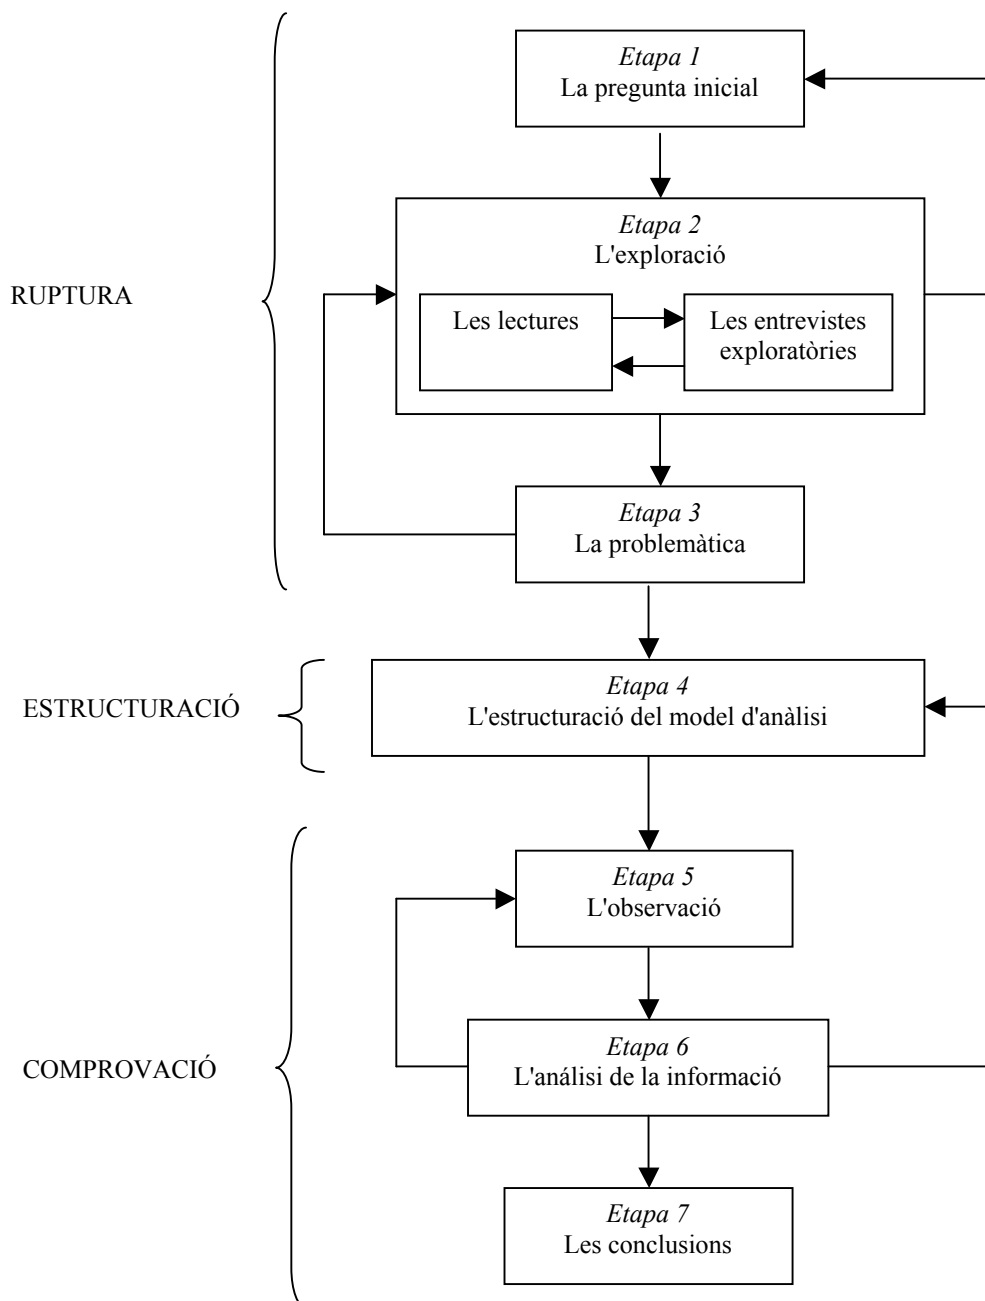 Etapa 1
La pregunta inicial
Etapa 2
L'exploració
RUPTURA
Les lectures
Les entrevistes
exploratòries
Etapa 3
La problemàtica
Etapa 4
L'estructuració del model d'anàlisi
ESTRUCTURACIÓ
Etapa 5
L'observació
Etapa 6
L'análisi de la informació
COMPROVACIÓ
Etapa 7
Les conclusions